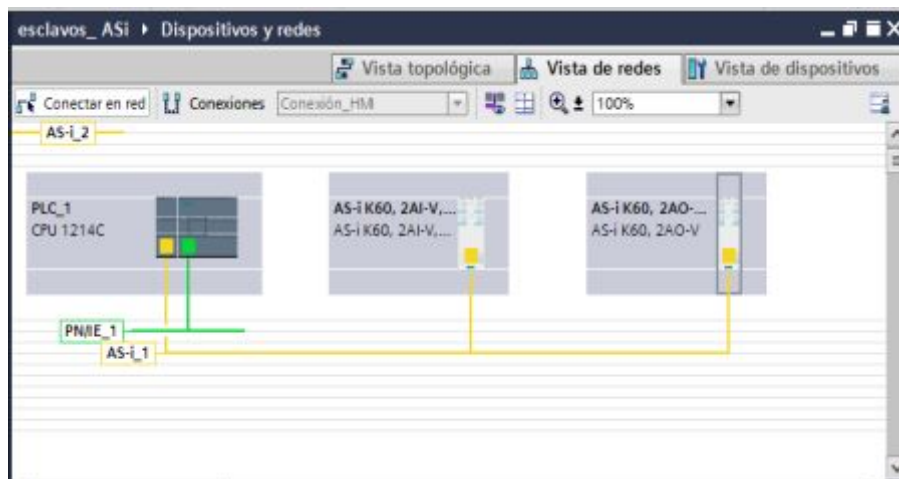 esclavos_ ASi ▸ Dispositivos y redes
Vista topológica Vista de redes Vista de dispositivos
Conectar en red Conexiones Conexión_HMI 100%
AS-i_2
PLC_1
CPU 1214C
AS-i K60, 2AI-V,...
AS-i K60, 2AI-V,...
AS-i K60, 2AO-...
AS-i K60, 2AO-V
PN/IE_1
AS-i_1